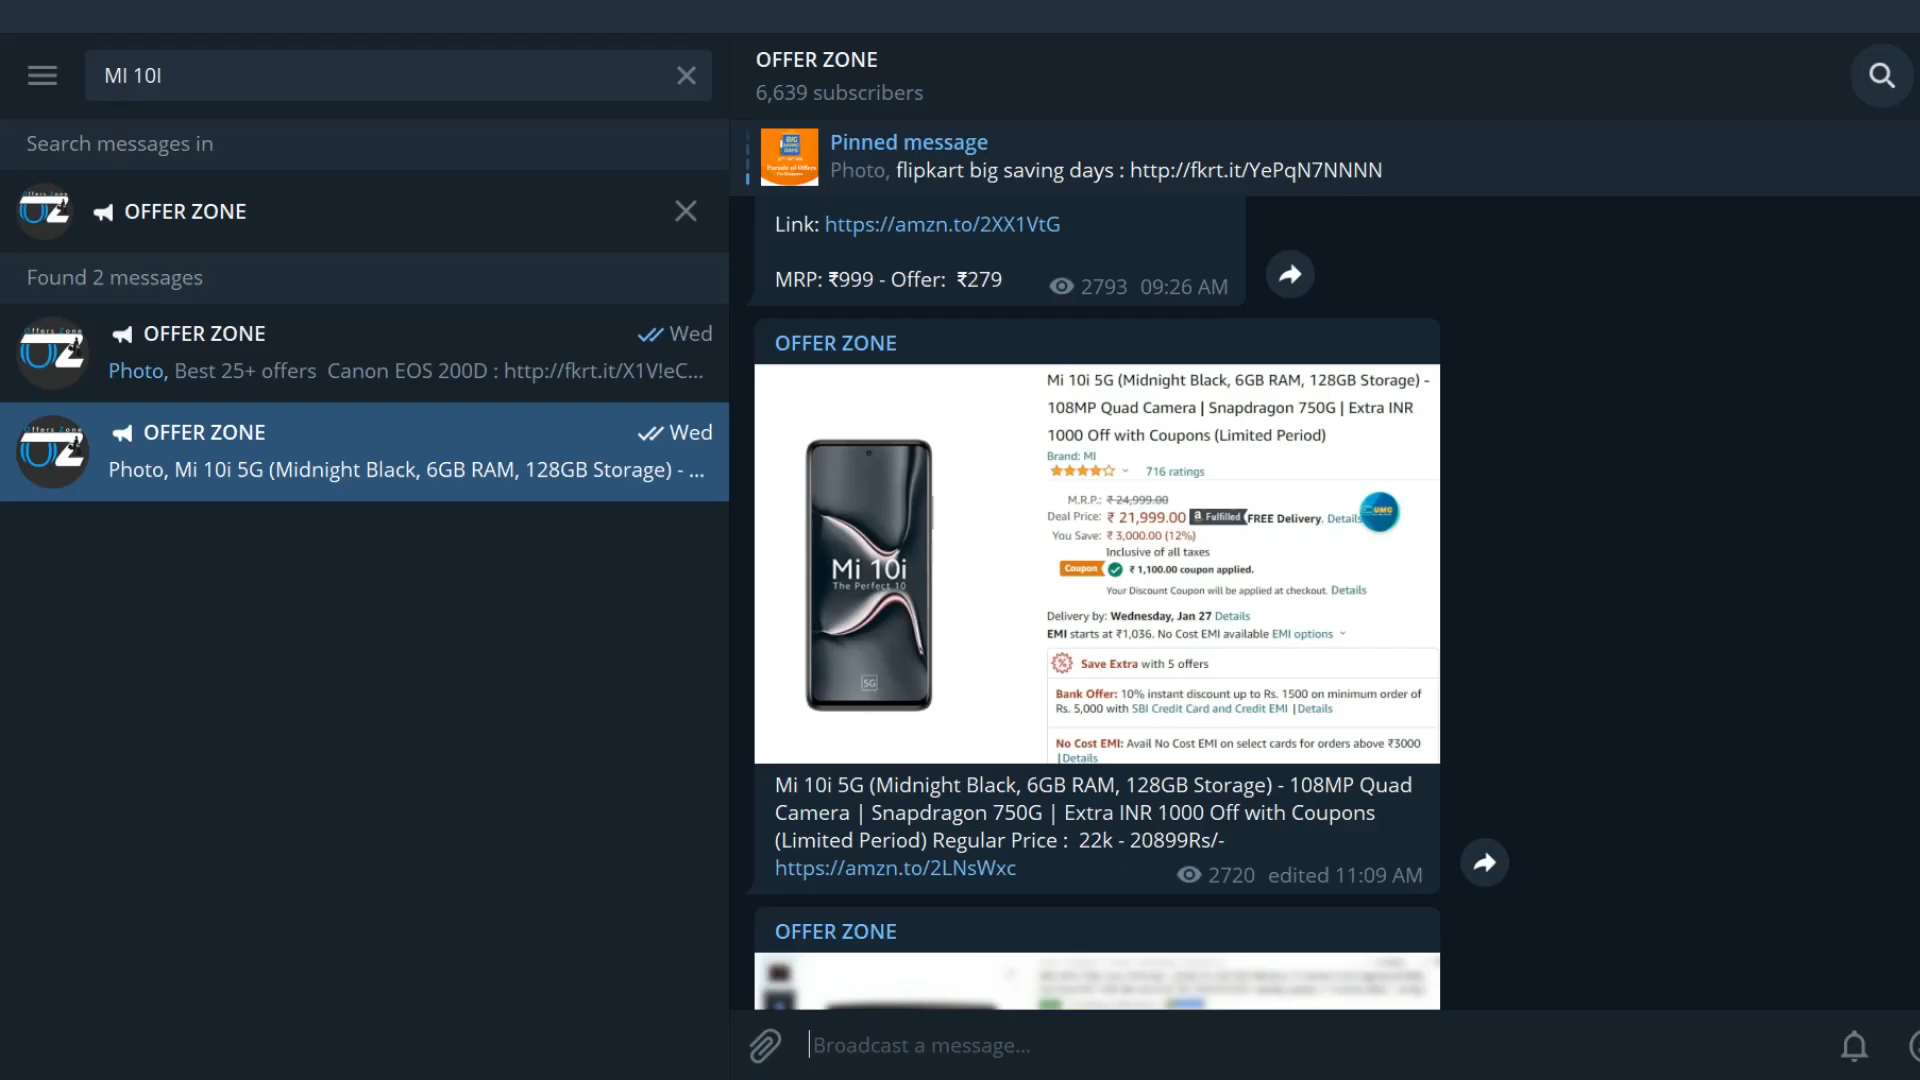 MI 10I
Search messages in
OFFER ZONE
Found 2 messages
OFFER ZONE
Wed
Photo, Best 25+ offers Canon EOS 200D : http://fkrt.it/X1V!eC...
OFFER ZONE
Wed
Photo, Mi 10i 5G (Midnight Black, 6GB RAM, 128GB Storage) - ...
OFFER ZONE
6,639 subscribers
Pinned message
Photo, flipkart big saving days : http://fkrt.it/YePqN7NNNN
Link: https://amzn.to/2XX1VtG
MRP: ₹999 - Offer: ₹279
2793 09:26 AM
OFFER ZONE
Mi 10i
The Perfect 10
5G
Mi 10i 5G (Midnight Black, 6GB RAM, 128GB Storage) -
108MP Quad Camera | Snapdragon 750G | Extra INR
1000 Off with Coupons (Limited Period)
Brand: MI
716 ratings
M.R.P.: ₹ 24,999.00
Deal Price: ₹ 21,999.00 a Fulfilled FREE Delivery. Details
UMC
You Save: ₹ 3,000.00 (12%)
Inclusive of all taxes
Coupon ₹ 1,100.00 coupon applied.
Your Discount Coupon will be applied at checkout. Details
Delivery by: Wednesday, Jan 27 Details
EMI starts at ₹1,036. No Cost EMI available EMI options
Save Extra with 5 offers
Bank Offer: 10% instant discount up to Rs. 1500 on minimum order of
Rs. 5,000 with SBI Credit Card and Credit EMI |Details
No Cost EMI: Avail No Cost EMI on select cards for orders above ₹3000
|Details
Mi 10i 5G (Midnight Black, 6GB RAM, 128GB Storage) - 108MP Quad
Camera | Snapdragon 750G | Extra INR 1000 Off with Coupons
(Limited Period) Regular Price : 22k - 20899Rs/-
https://amzn.to/2LNsWxc
2720 edited 11:09 AM
OFFER ZONE
Broadcast a message...